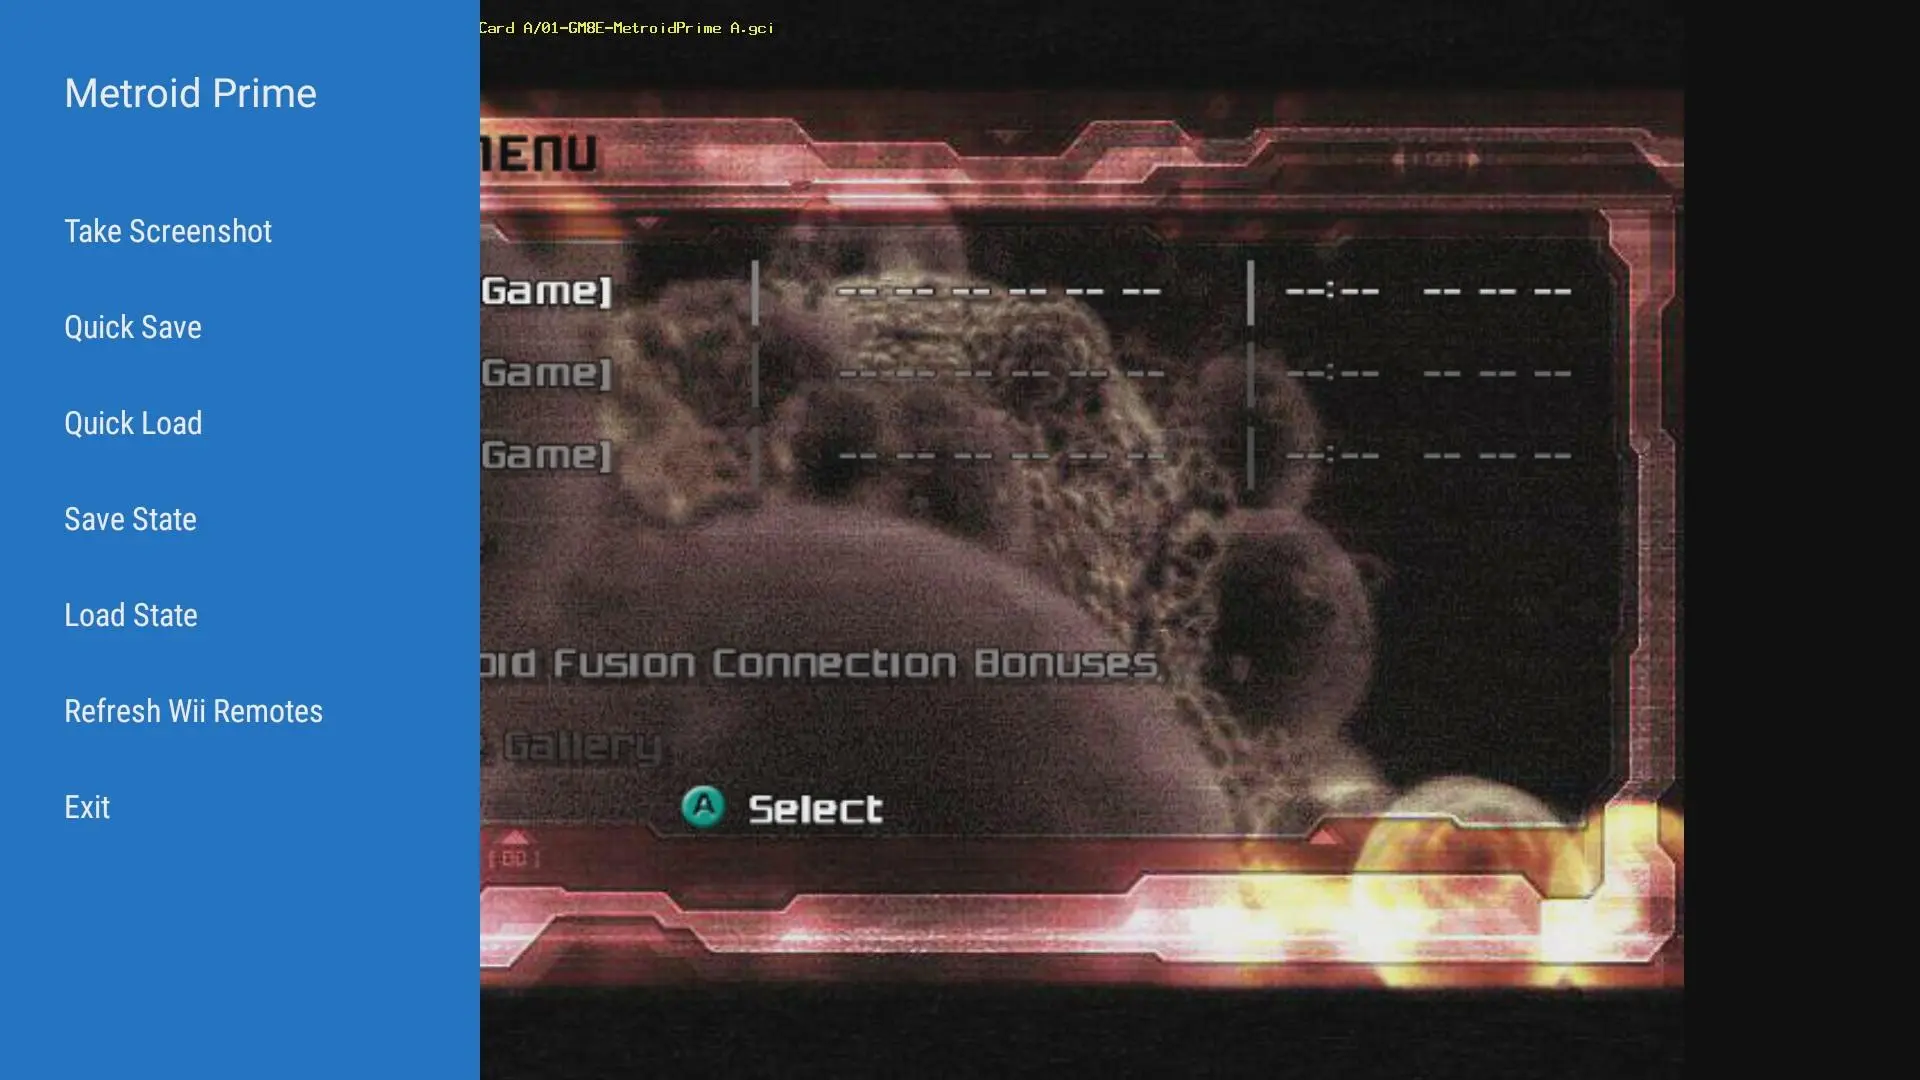 Card A/01-GM8E-MetroidPrime A.gci
Metroid Prime
Take Screenshot
Quick Save
Quick Load
Save State
Load State
Refresh Wii Remotes
Exit
MENU
Game] -- -- -- -- -- -- --:-- -- -- --
Game] -- -- -- -- -- -- --:-- -- -- --
Game] -- -- -- -- -- -- --:-- -- -- --
oid Fusion Connection Bonuses
Gallery
A Select